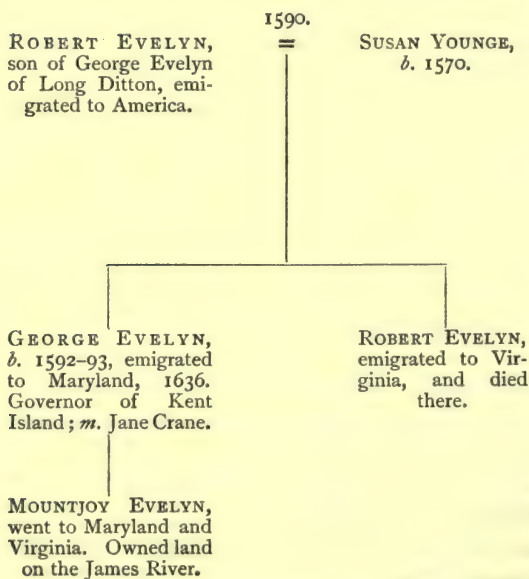 1590.
ROBERT EVELYN,
son of George Evelyn
of Long Ditton, emi-
grated to America.
=
SUSAN YOUNGE,
b. 1570.
GEORGE EVELYN,
b. 1592–93, emigrated
to Maryland, 1636.
Governor of Kent
Island; m. Jane Crane.
ROBERT EVELYN,
emigrated to Vir-
ginia, and died
there.
MOUNTJOY EVELYN,
went to Maryland and
Virginia. Owned land
on the James River.